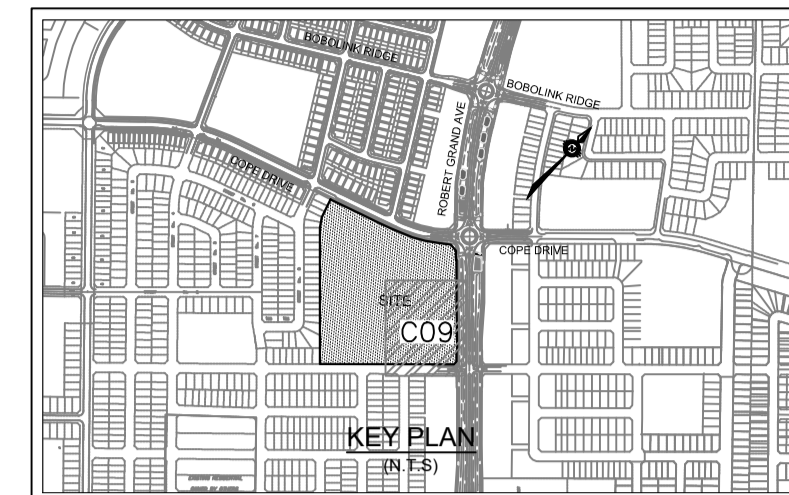 BOBOLINK RIDGE
BOBOLINK RIDGE
ROBERT GRAND AVE
COPE DRIVE
COPE DRIVE
SITE
C09
KEY PLAN
(N.T.S)